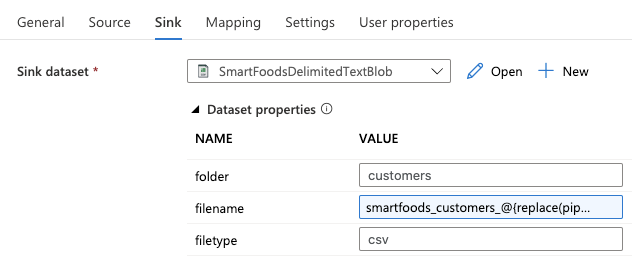 General Source Sink Mapping Settings User properties
Sink dataset * SmartFoodsDelimitedTextBlob Open New
Dataset properties
NAME VALUE
folder customers
filename smartfoods_customers_@{replace(pip...
filetype csv